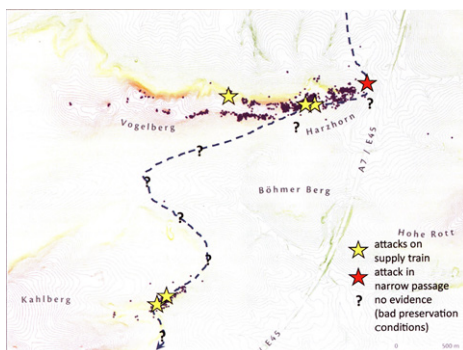 Vogelberg
Harzhorn
?
?
A7 / E45
?
?
Böhmer Berg
?
Hohe Rott
?
attacks on
supply train
attack in
narrow passage
? no evidence
(bad preservation
conditions)
Kahlberg
?
/ E45
0 500 m